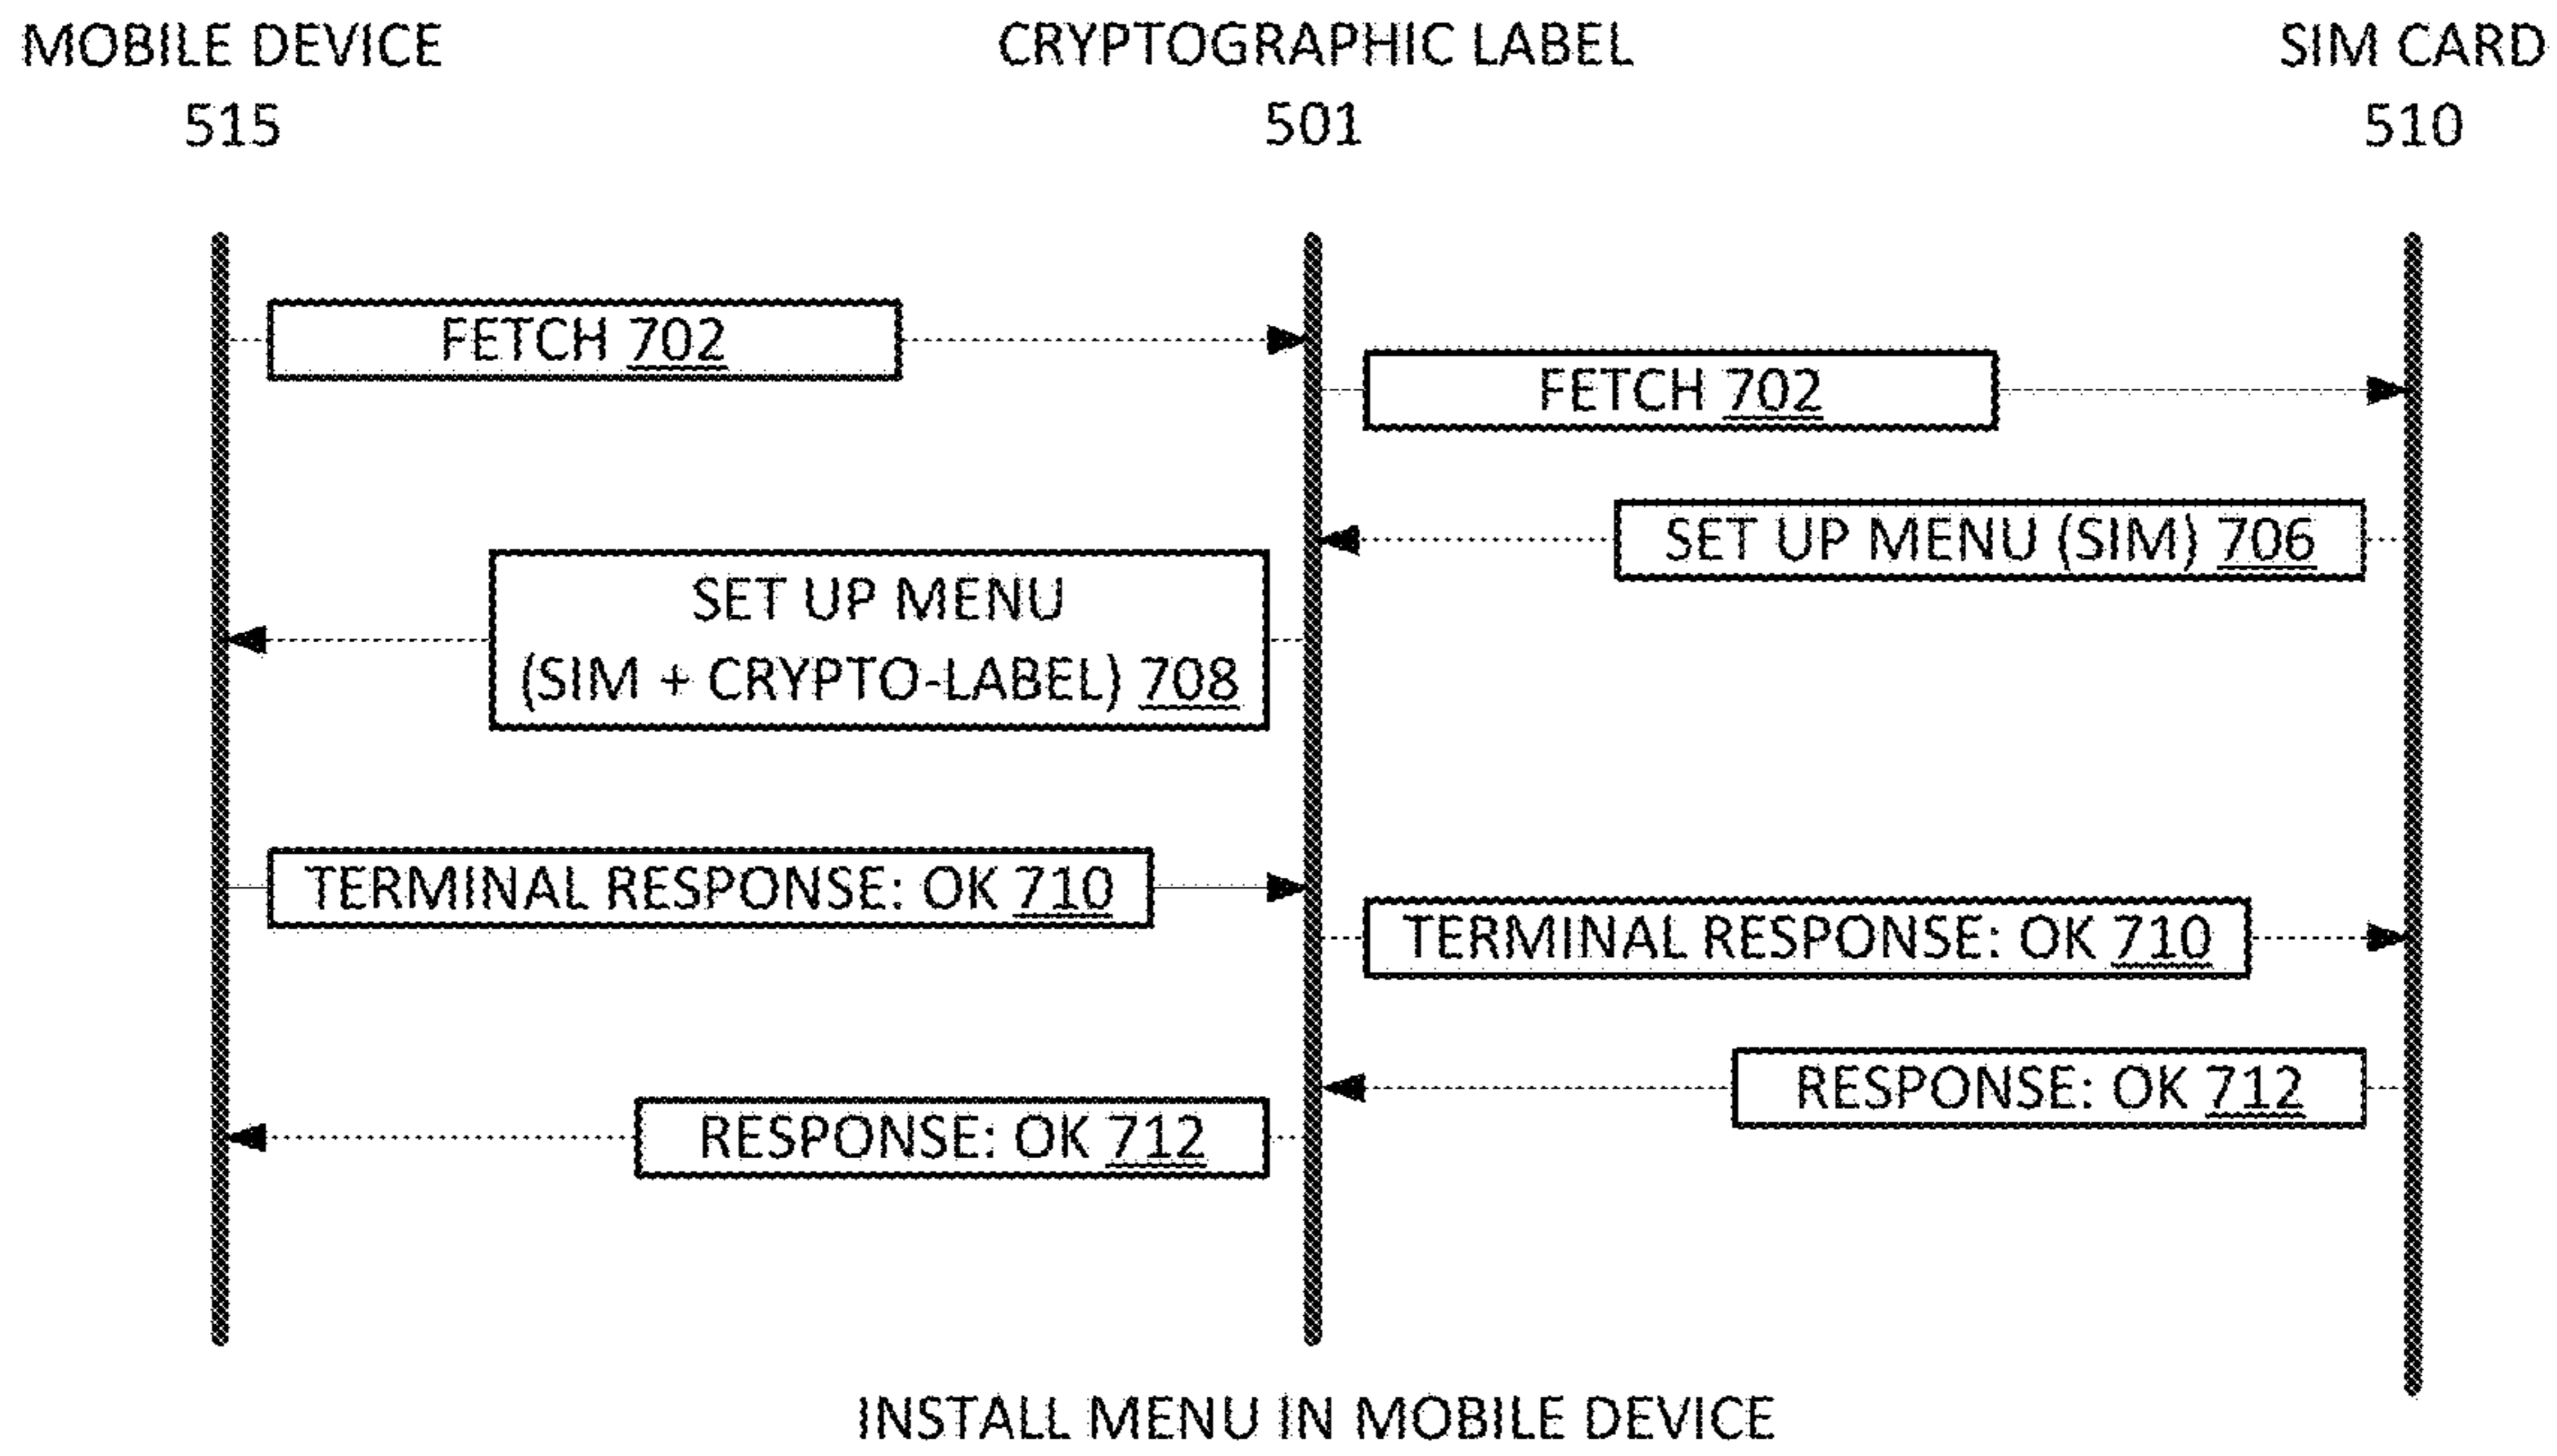 MOBILE DEVICE
515
CRYPTOGRAPHIC LABEL
501
SIM CARD
510
FETCH 702
FETCH 702
SET UP MENU (SIM) 706
SET UP MENU
(SIM + CRYPTO-LABEL) 708
TERMINAL RESPONSE: OK 710
TERMINAL RESPONSE: OK 710
RESPONSE: OK 712
RESPONSE: OK 712
INSTALL MENU IN MOBILE DEVICE